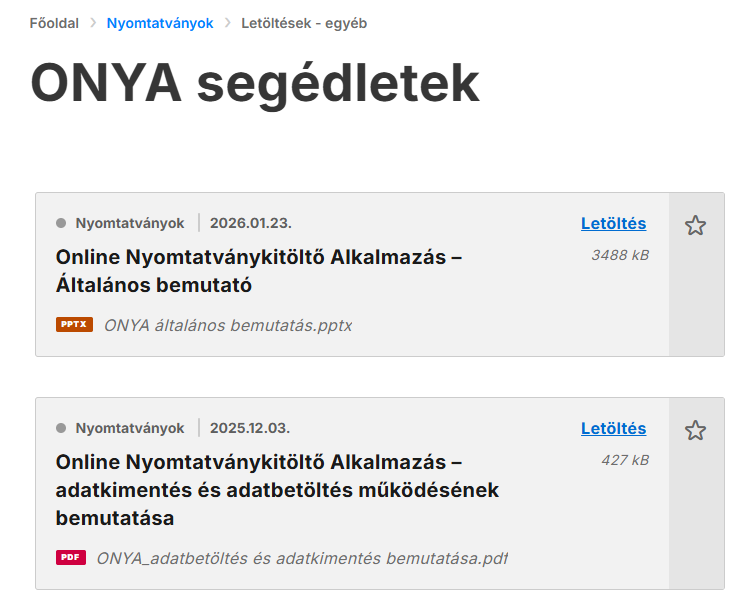 Főoldal > Nyomtatványok > Letöltések - egyéb
ONYA segédletek
Nyomtatványok | 2026.01.23. Letöltés
Online Nyomtatványkitöltő Alkalmazás – 3488 kB
Általános bemutató
PPTX ONYA általános bemutatás.pptx
Nyomtatványok | 2025.12.03. Letöltés
Online Nyomtatványkitöltő Alkalmazás – 427 kB
adatkimentés és adatbetöltés működésének
bemutatása
PDF ONYA_adatbetöltés és adatkimentés bemutatása.pdf